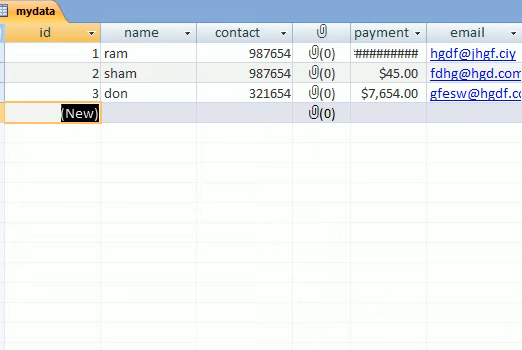 mydata
id name contact payment email
1 ram 987654 (0) ########## hgdf@jhgf.ciy
2 sham 987654 (0) $45.00 fdhg@hgd.com
3 don 321654 (0) $7,654.00 gfesw@hgdf.co
(New) (0)